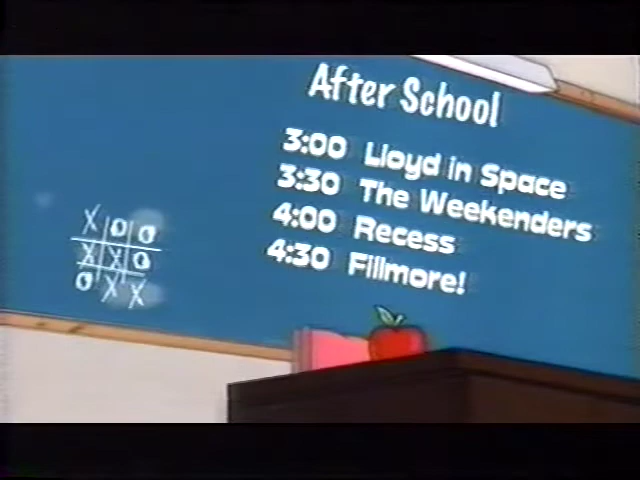 After School
3:00 Lloyd in Space
3:30 The Weekenders
4:00 Recess
4:30 Fillmore!
X O O
X X O
O X X